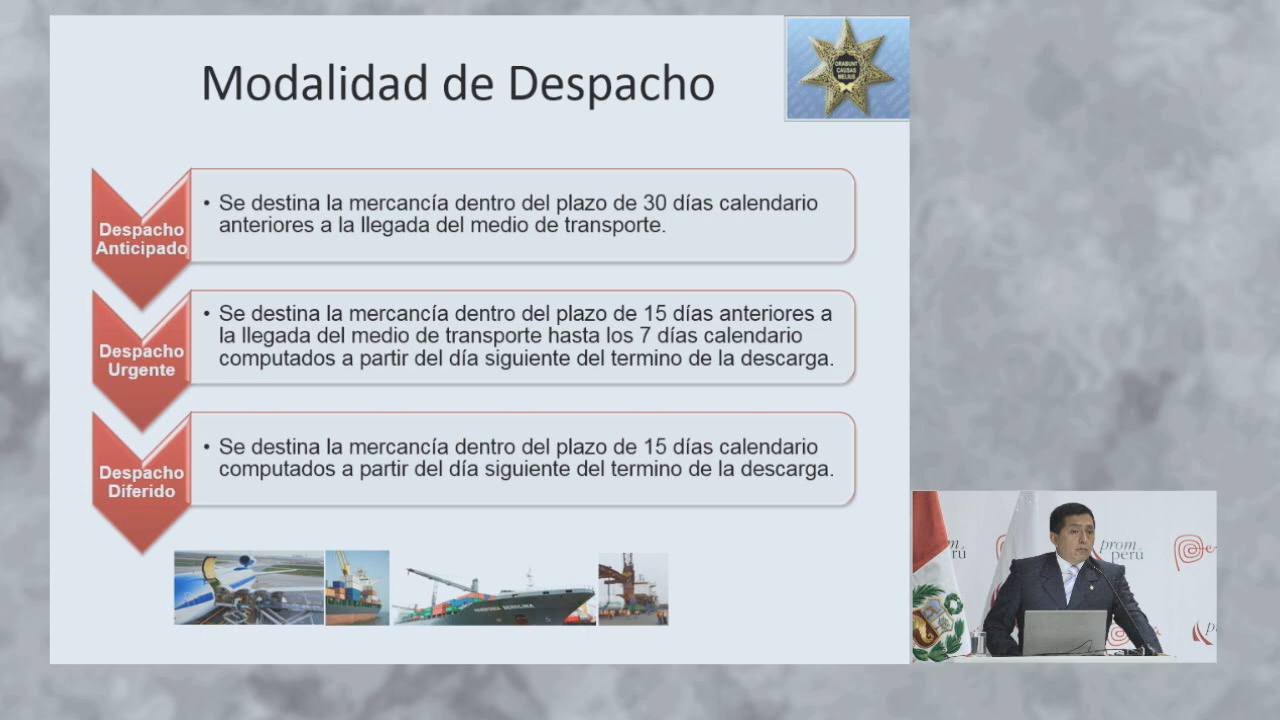 Modalidad de Despacho
ORABUNT
CAUSAS
MELIUS
Despacho
Anticipado
• Se destina la mercancía dentro del plazo de 30 días calendario
anteriores a la llegada del medio de transporte.
Despacho
Urgente
• Se destina la mercancía dentro del plazo de 15 días anteriores a
la llegada del medio de transporte hasta los 7 días calendario
computados a partir del día siguiente del termino de la descarga.
Despacho
Diferido
• Se destina la mercancía dentro del plazo de 15 días calendario
computados a partir del día siguiente del termino de la descarga.
prom
perú